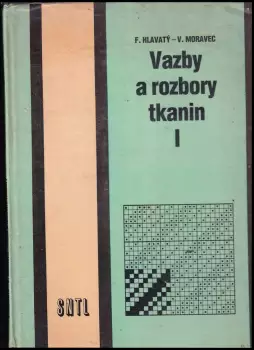 F. HLAVATÝ – V. MORAVEC
Vazby
a rozbory
tkanin
I
SNTL